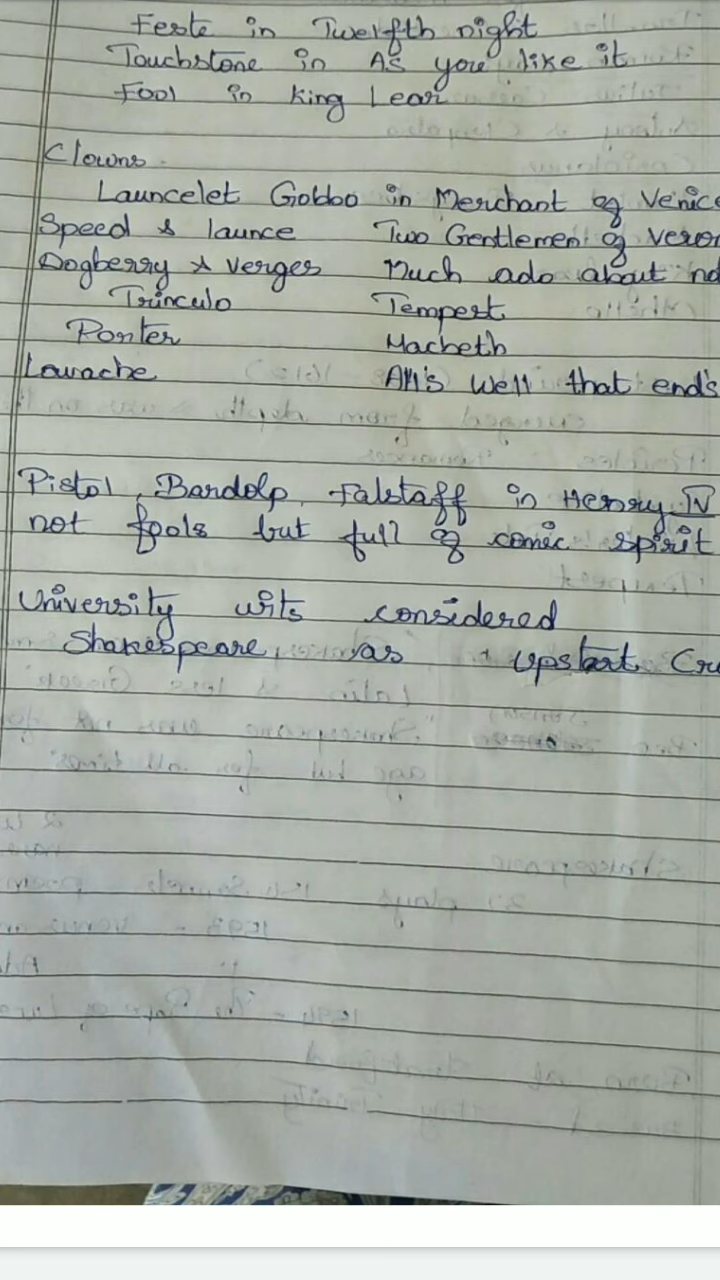 Feste in Twelfth night
Touchstone in As you like it
Fool in King Lear
Clowns.
Launcelet Gobbo in Merchant of Venice
Speed & launce Two Gentlemen of Veron
Dogberry & Verges Much ado about no
Trinculo Tempest
Porter Macbeth
Lavache All's Well that end's
Pistol, Bardolp, Falstaff in Henry IV
not fools but full of comic spirit
University wits considered
Shakespeare as upstart Cr